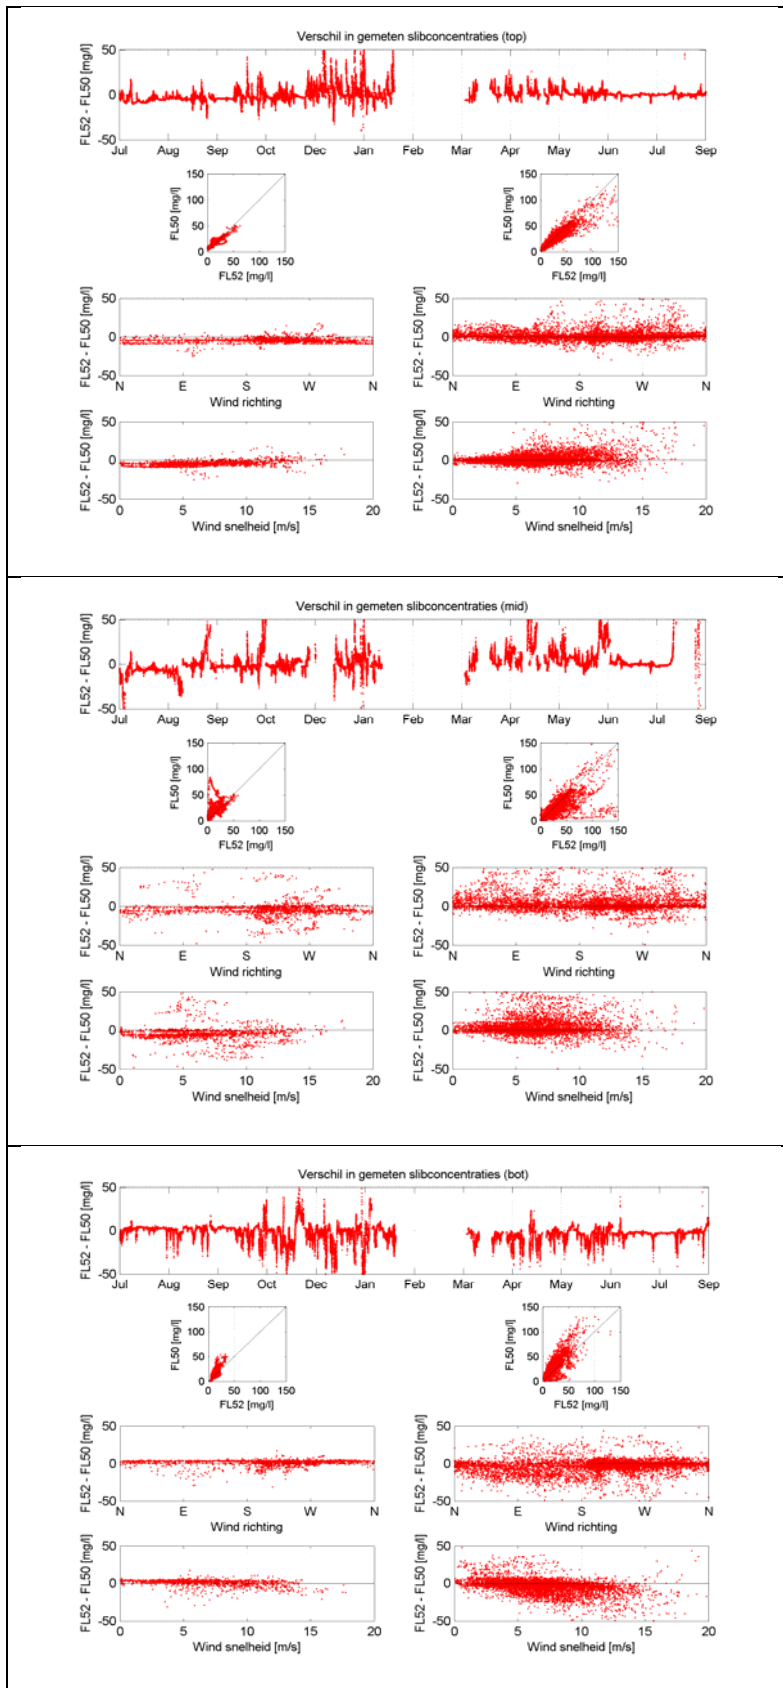 Verschil in gemeten slibconcentraties (top)
FL52 - FL50 [mg/l]
50
0
-50
Jul Aug Sep Oct Dec Jan Feb Mar Apr May Jun Jul Sep
FL50 [mg/l]
150
100
50
0
0 50 100 150
FL52 [mg/l]
FL50 [mg/l]
150
100
50
0
0 50 100 150
FL52 [mg/l]
FL52 - FL50 [mg/l]
50
0
-50
N E S W N
Wind richting
FL52 - FL50 [mg/l]
50
0
-50
N E S W N
Wind richting
FL52 - FL50 [mg/l]
50
0
-50
0 5 10 15 20
Wind snelheid [m/s]
FL52 - FL50 [mg/l]
50
0
-50
0 5 10 15 20
Wind snelheid [m/s]
Verschil in gemeten slibconcentraties (mid)
FL52 - FL50 [mg/l]
50
0
-50
Jul Aug Sep Oct Dec Jan Feb Mar Apr May Jun Jul Sep
FL50 [mg/l]
150
100
50
0
0 50 100 150
FL52 [mg/l]
FL50 [mg/l]
150
100
50
0
0 50 100 150
FL52 [mg/l]
FL52 - FL50 [mg/l]
50
0
-50
N E S W N
Wind richting
FL52 - FL50 [mg/l]
50
0
-50
N E S W N
Wind richting
FL52 - FL50 [mg/l]
50
0
-50
0 5 10 15 20
Wind snelheid [m/s]
FL52 - FL50 [mg/l]
50
0
-50
0 5 10 15 20
Wind snelheid [m/s]
Verschil in gemeten slibconcentraties (bot)
FL52 - FL50 [mg/l]
50
0
-50
Jul Aug Sep Oct Dec Jan Feb Mar Apr May Jun Jul Sep
FL50 [mg/l]
150
100
50
0
0 50 100 150
FL52 [mg/l]
FL50 [mg/l]
150
100
50
0
0 50 100 150
FL52 [mg/l]
FL52 - FL50 [mg/l]
50
0
-50
N E S W N
Wind richting
FL52 - FL50 [mg/l]
50
0
-50
N E S W N
Wind richting
FL52 - FL50 [mg/l]
50
0
-50
0 5 10 15 20
Wind snelheid [m/s]
FL52 - FL50 [mg/l]
50
0
-50
0 5 10 15 20
Wind snelheid [m/s]